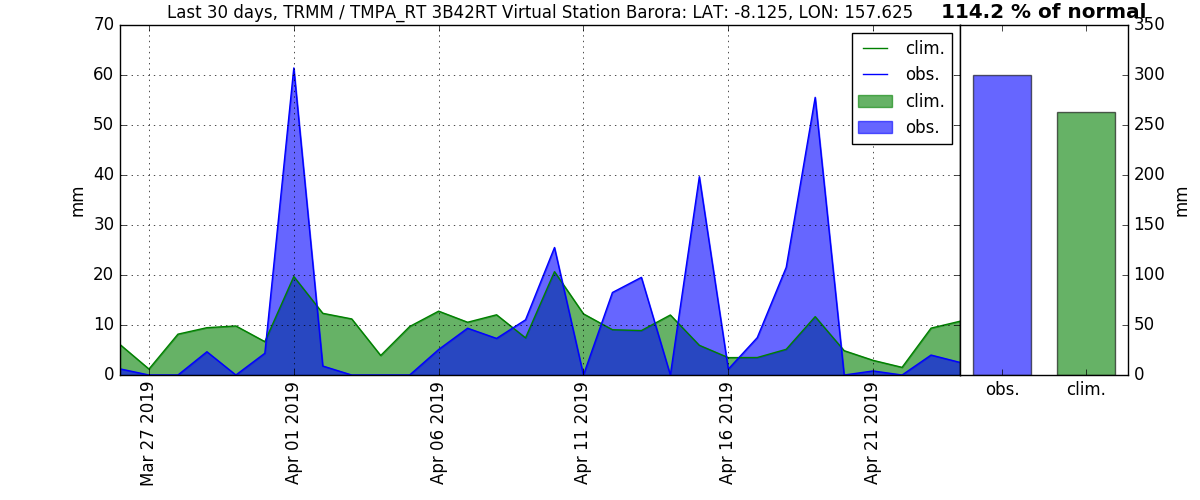 Last 30 days, TRMM / TMPA_RT 3B42RT Virtual Station Barora: LAT: -8.125, LON: 157.625
114.2 % of normal
70
60
50
40
30
20
10
0
mm
clim.
obs.
clim.
obs.
Mar 27 2019
Apr 01 2019
Apr 06 2019
Apr 11 2019
Apr 16 2019
Apr 21 2019
350
300
250
200
150
100
50
0
mm
obs.
clim.